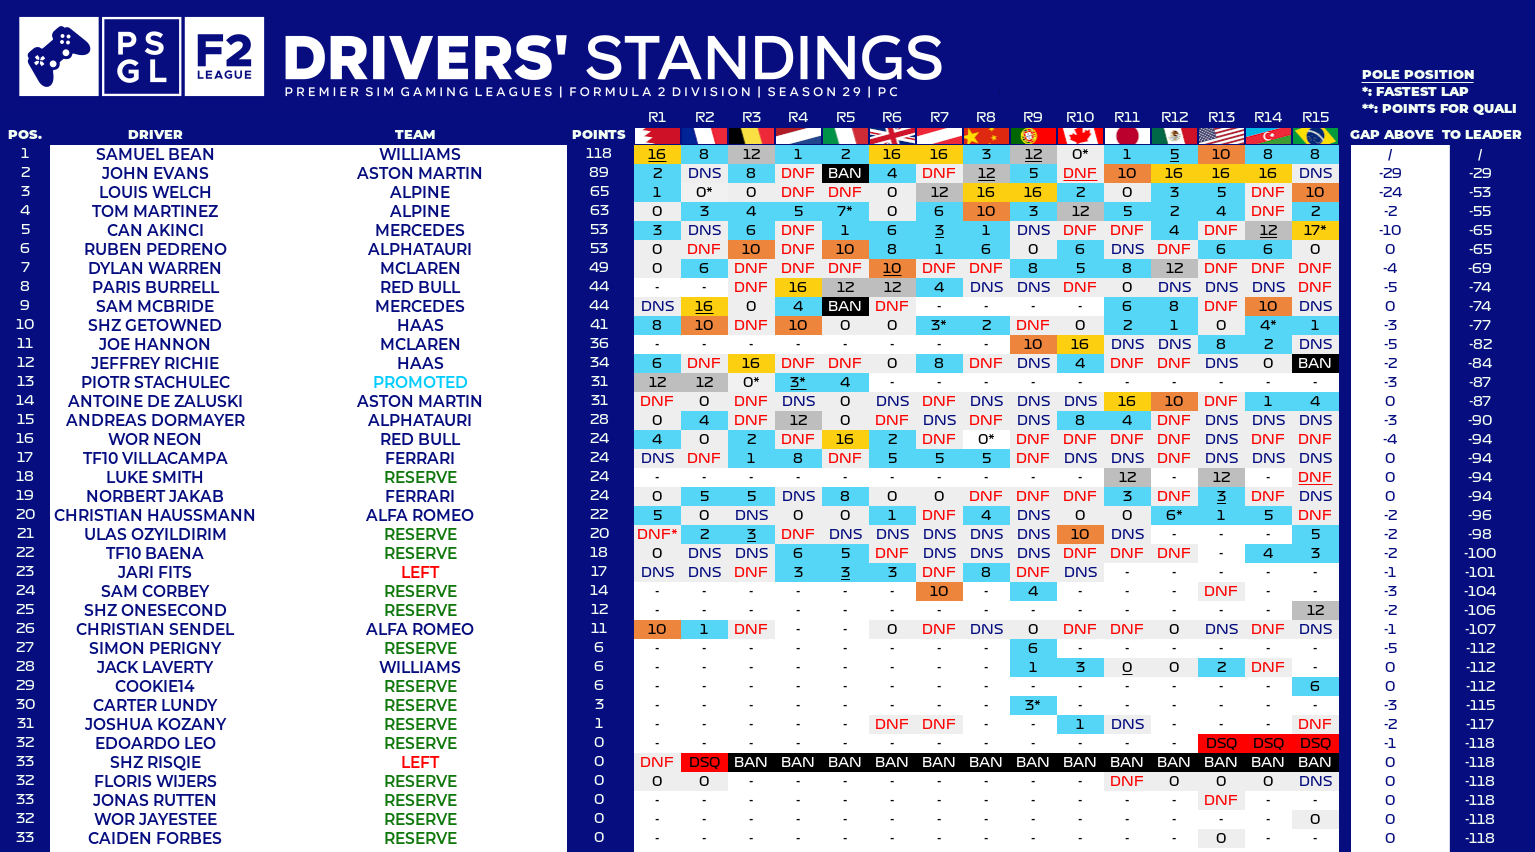 PS
GL
F2
LEAGUE
DRIVERS' STANDINGS
PREMIER SIM GAMING LEAGUES | FORMULA 2 DIVISION | SEASON 29 | PC
POLE POSITION
*: FASTEST LAP
**: POINTS FOR QUALI
R1 R2 R3 R4 R5 R6 R7 R8 R9 R10 R11 R12 R13 R14 R15
POS. DRIVER TEAM POINTS GAP ABOVE TO LEADER
1 SAMUEL BEAN WILLIAMS 118 16 8 12 1 2 16 16 3 12 0* 1 5 10 8 8 / /
2 JOHN EVANS ASTON MARTIN 89 2 DNS 8 DNF BAN 4 DNF 12 5 DNF 10 16 16 16 DNS -29 -29
3 LOUIS WELCH ALPINE 65 1 0* 0 DNF DNF 0 12 16 16 2 0 3 5 DNF 10 -24 -53
4 TOM MARTINEZ ALPINE 63 0 3 4 5 7* 0 6 10 3 12 5 2 4 DNF 2 -2 -55
5 CAN AKINCI MERCEDES 53 3 DNS 6 DNF 1 6 3 1 DNS DNF DNF 4 DNF 12 17* -10 -65
6 RUBEN PEDRENO ALPHATAURI 53 0 DNF 10 DNF 10 8 1 6 0 6 DNS DNF 6 6 0 0 -65
7 DYLAN WARREN MCLAREN 49 0 6 DNF DNF DNF 10 DNF DNF 8 5 8 12 DNF DNF DNF -4 -69
8 PARIS BURRELL RED BULL 44 - - DNF 16 12 12 4 DNS DNS DNF 0 DNS DNS DNS DNF -5 -74
9 SAM MCBRIDE MERCEDES 44 DNS 16 0 4 BAN DNF - - - - 6 8 DNF 10 DNS 0 -74
10 SHZ GETOWNED HAAS 41 8 10 DNF 10 0 0 3* 2 DNF 0 2 1 0 4* 1 -3 -77
11 JOE HANNON MCLAREN 36 - - - - - - - - 10 16 DNS DNS 8 2 DNS -5 -82
12 JEFFREY RICHIE HAAS 34 6 DNF 16 DNF DNF 0 8 DNF DNS 4 DNF DNF DNS 0 BAN -2 -84
13 PIOTR STACHULEC PROMOTED 31 12 12 0* 3* 4 - - - - - - - - - - -3 -87
14 ANTOINE DE ZALUSKI ASTON MARTIN 31 DNF 0 DNF DNS 0 DNS DNF DNS DNS DNS 16 10 DNF 1 4 0 -87
15 ANDREAS DORMAYER ALPHATAURI 28 0 4 DNF 12 0 DNF DNS DNF DNS 8 4 DNF DNS DNS DNS -3 -90
16 WOR NEON RED BULL 24 4 0 2 DNF 16 2 DNF 0* DNF DNF DNF DNF DNS DNF DNF -4 -94
17 TF10 VILLACAMPA FERRARI 24 DNS DNF 1 8 DNF 5 5 5 DNF DNS DNS DNF DNS DNS DNS 0 -94
18 LUKE SMITH RESERVE 24 - - - - - - - - - - 12 - 12 - DNF 0 -94
19 NORBERT JAKAB FERRARI 24 0 5 5 DNS 8 0 0 DNF DNF DNF 3 DNF 3 DNF DNS 0 -94
20 CHRISTIAN HAUSSMANN ALFA ROMEO 22 5 0 DNS 0 0 1 DNF 4 DNS 0 0 6* 1 5 DNF -2 -96
21 ULAS OZYILDIRIM RESERVE 20 DNF* 2 3 DNF DNS DNS DNS DNS DNS 10 DNS - - - 5 -2 -98
22 TF10 BAENA RESERVE 18 0 DNS DNS 6 5 DNF DNS DNS DNS DNF DNF DNF - 4 3 -2 -100
23 JARI FITS LEFT 17 DNS DNS DNF 3 3 3 DNF 8 DNF DNS - - - - - -1 -101
24 SAM CORBEY RESERVE 14 - - - - - - 10 - 4 - - - DNF - - -3 -104
25 SHZ ONESECOND RESERVE 12 - - - - - - - - - - - - - - 12 -2 -106
26 CHRISTIAN SENDEL ALFA ROMEO 11 10 1 DNF - - 0 DNF DNS 0 DNF DNF 0 DNS DNF DNS -1 -107
27 SIMON PERIGNY RESERVE 6 - - - - - - - - 6 - - - - - - -5 -112
28 JACK LAVERTY WILLIAMS 6 - - - - - - - - 1 3 0 0 2 DNF - 0 -112
29 COOKIE14 RESERVE 6 - - - - - - - - - - - - - - 6 0 -112
30 CARTER LUNDY RESERVE 3 - - - - - - - - 3* - - - - - - -3 -115
31 JOSHUA KOZANY RESERVE 1 - - - - - DNF DNF - - 1 DNS - - - DNF -2 -117
32 EDOARDO LEO RESERVE 0 - - - - - - - - - - - - DSQ DSQ DSQ -1 -118
33 SHZ RISQIE LEFT 0 DNF DSQ BAN BAN BAN BAN BAN BAN BAN BAN BAN BAN BAN BAN BAN 0 -118
32 FLORIS WIJERS RESERVE 0 0 0 - - - - - - - - DNF 0 0 0 DNS 0 -118
33 JONAS RUTTEN RESERVE 0 - - - - - - - - - - - - DNF - - 0 -118
32 WOR JAYESTEE RESERVE 0 - - - - - - - - - - - - - - 0 0 -118
33 CAIDEN FORBES RESERVE 0 - - - - - - - - - - - - 0 - - 0 -118